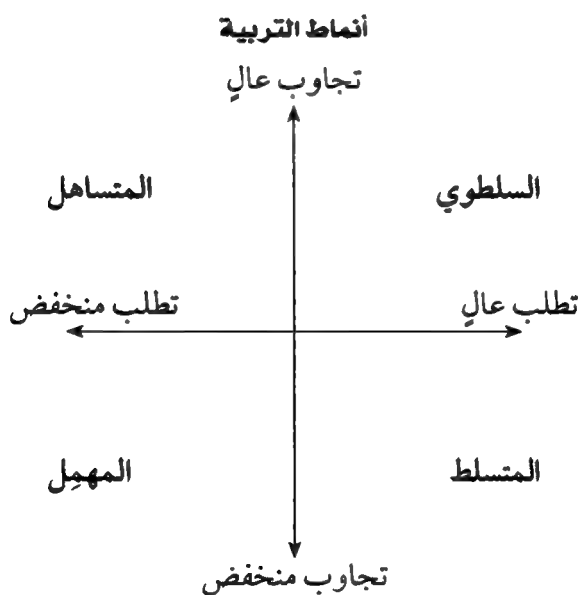 أنماط التربية
تجاوب عالٍ
السلطوي
المتساهل
تطلب عالٍ
تطلب منخفض
المتسلط
المهمِل
تجاوب منخفض